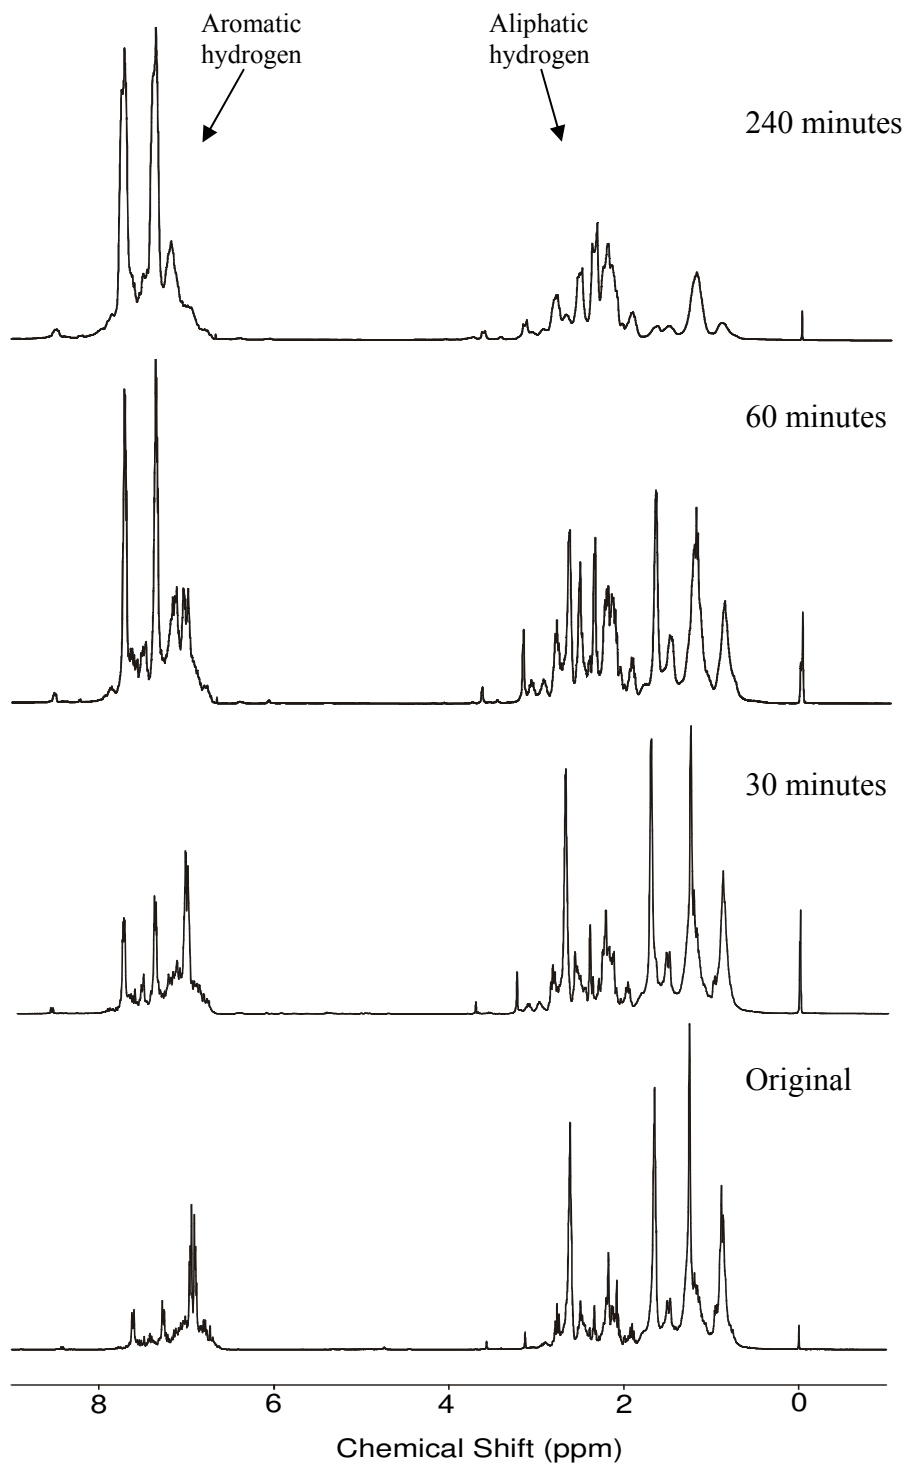 Aromatic
hydrogen
Aliphatic
hydrogen
240 minutes
60 minutes
30 minutes
Original
8 6 4 2 0
Chemical Shift (ppm)